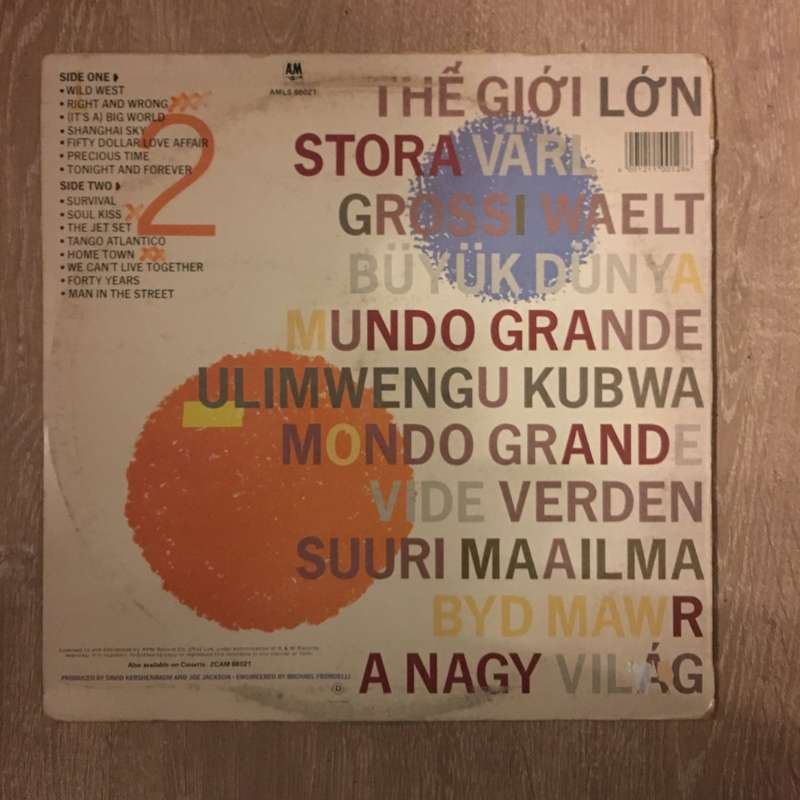 SIDE ONE
• WILD WEST
• RIGHT AND WRONG
• (IT'S A) BIG WORLD
• SHANGHAI SKY
• FIFTY DOLLAR LOVE AFFAIR
• PRECIOUS TIME
• TONIGHT AND FOREVER
SIDE TWO
• SURVIVAL
• SOUL KISS
• THE JET SET
• TANGO ATLANTICO
• HOME TOWN
• WE CAN'T LIVE TOGETHER
• FORTY YEARS
• MAN IN THE STREET
2
A&M
AMLS 66021
THẾ GIỚI LỚN
STORA VÄRL
GROSSI WAELT
BÜYÜK DÜNYA
MUNDO GRANDE
ULIMWENGU KUBWA
MONDO GRANDE
VIDE VERDEN
SUURI MAAILMA
BYD MAWR
A NAGY VILÁG
Also available on Cassette: 2CAM 66021
PRODUCED BY DAVID KERSHENBAUM AND JOE JACKSON • ENGINEERED BY MICHAEL FRONDELLI
D